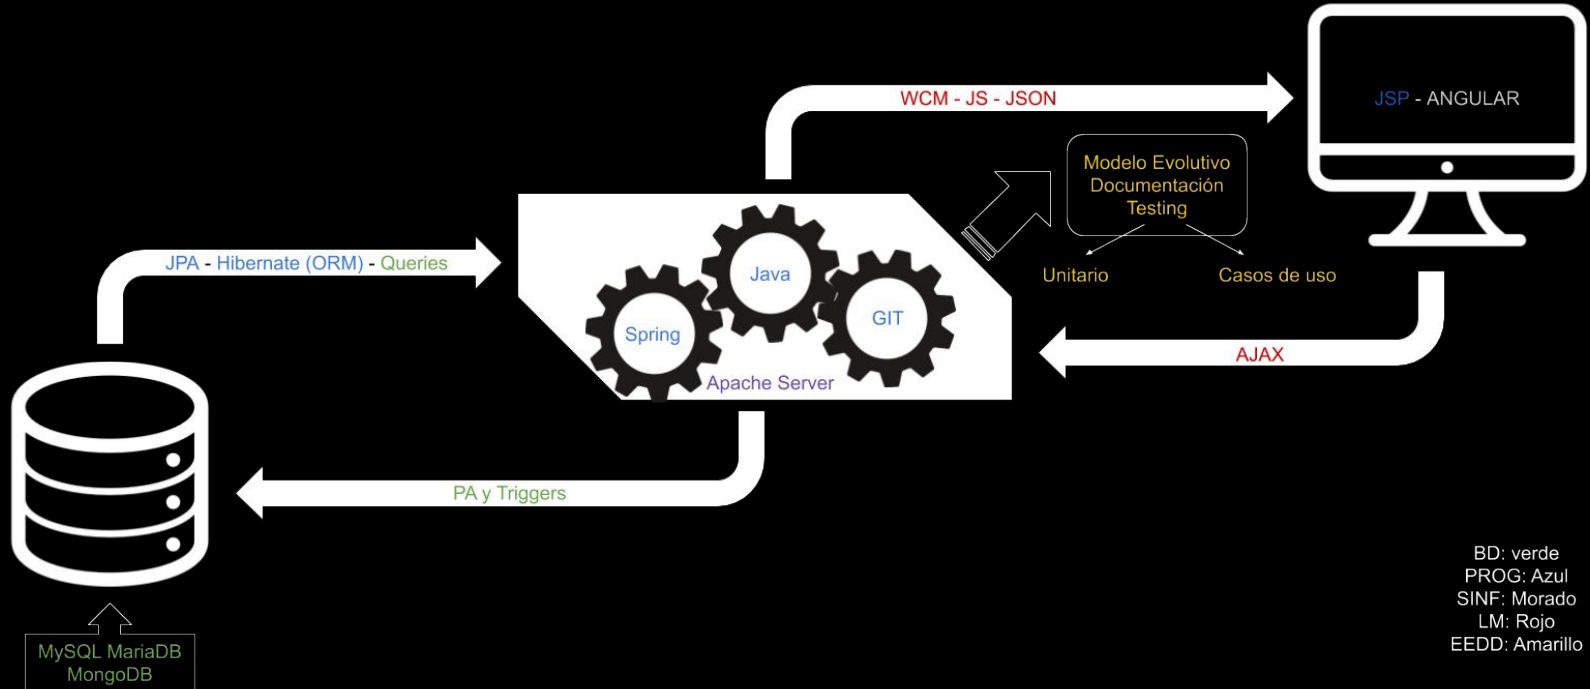 WCM - JS - JSON
JSP - ANGULAR
Modelo Evolutivo
Documentación
Testing
Unitario
Casos de uso
JPA - Hibernate (ORM) - Queries
Java
Spring
GIT
Apache Server
AJAX
PA y Triggers
MySQL MariaDB
MongoDB
BD: verde
PROG: Azul
SINF: Morado
LM: Rojo
EEDD: Amarillo